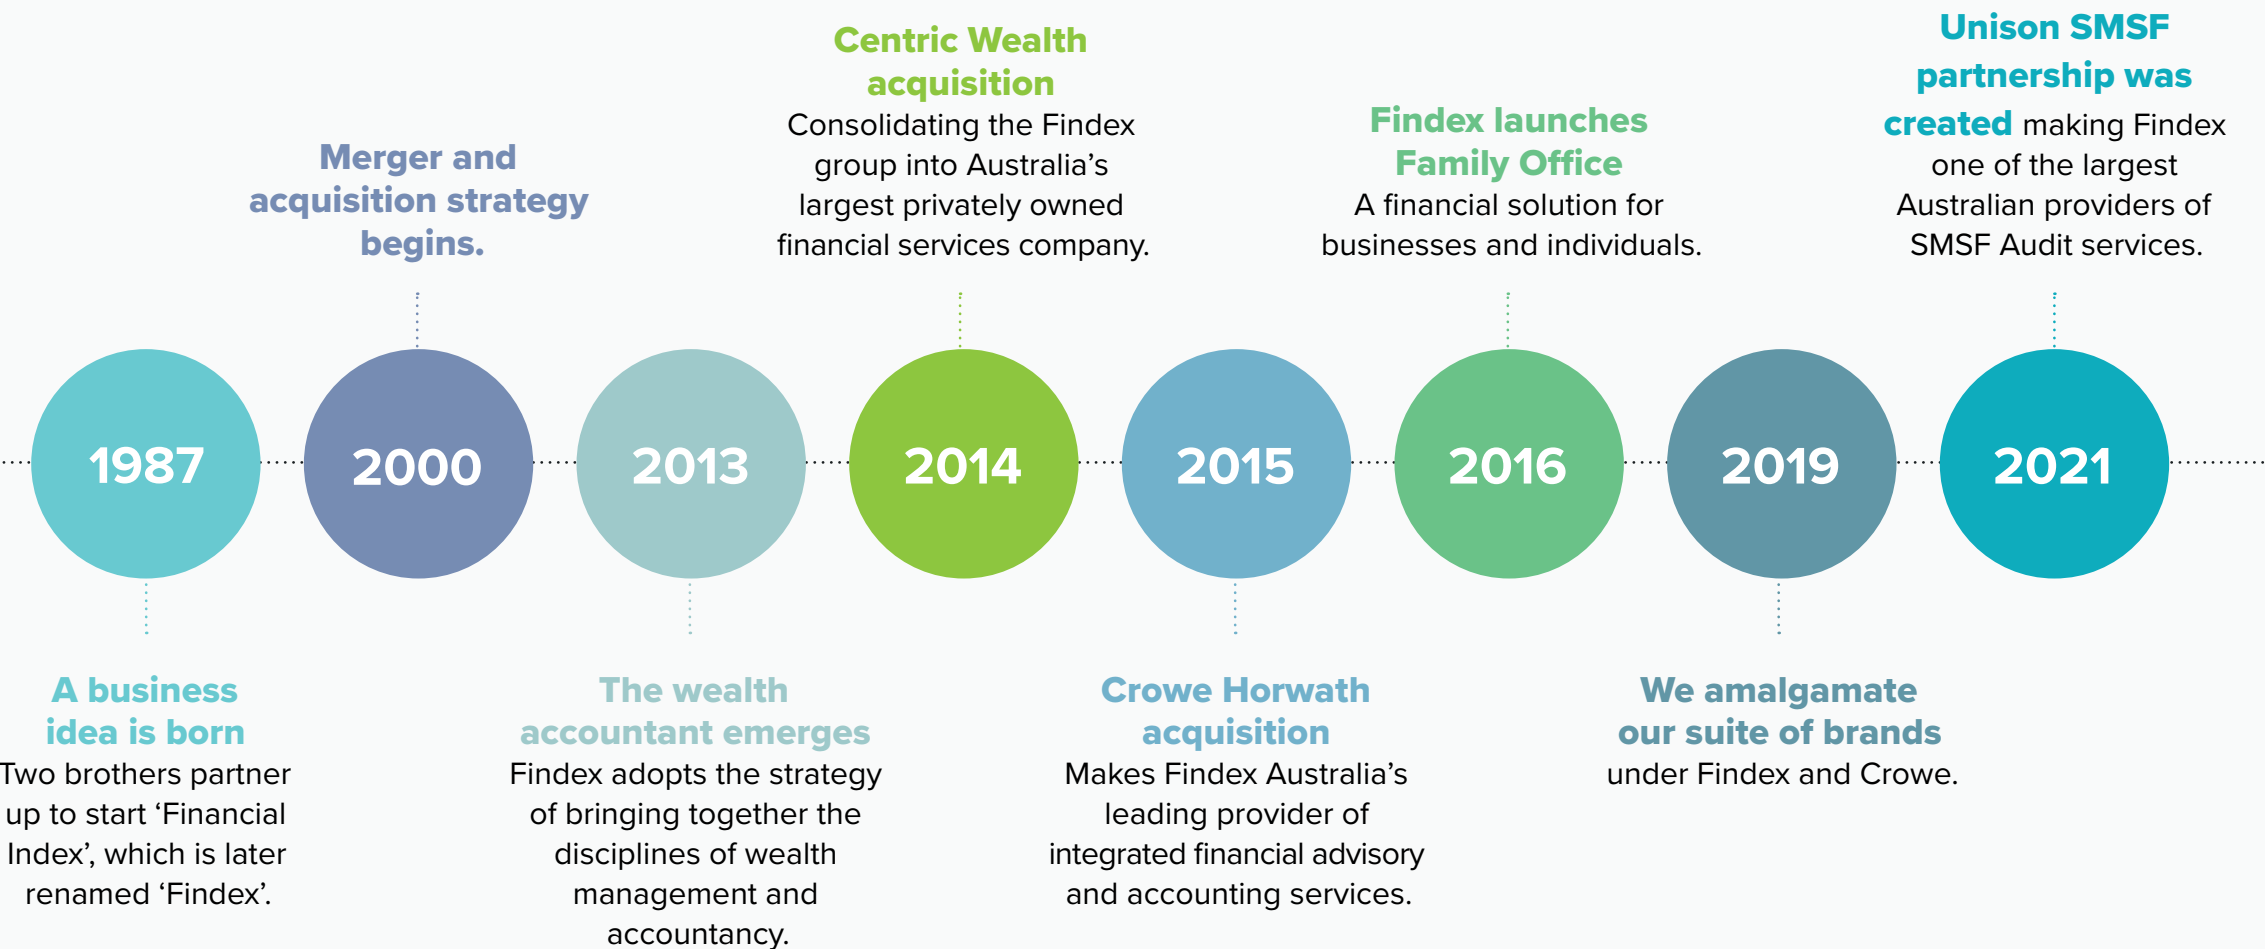 1987
A business
idea is born
Two brothers partner
up to start ‘Financial
Index’, which is later
renamed ‘Findex’.
Merger and
acquisition strategy
begins.
2000
2013
The wealth
accountant emerges
Findex adopts the strategy
of bringing together the
disciplines of wealth
management and
accountancy.
Centric Wealth
acquisition
Consolidating the Findex
group into Australia’s
largest privately owned
financial services company.
2014
2015
Crowe Horwath
acquisition
Makes Findex Australia’s
leading provider of
integrated financial advisory
and accounting services.
Findex launches
Family Office
A financial solution for
businesses and individuals.
2016
2019
We amalgamate
our suite of brands
under Findex and Crowe.
Unison SMSF
partnership was
created making Findex
one of the largest
Australian providers of
SMSF Audit services.
2021